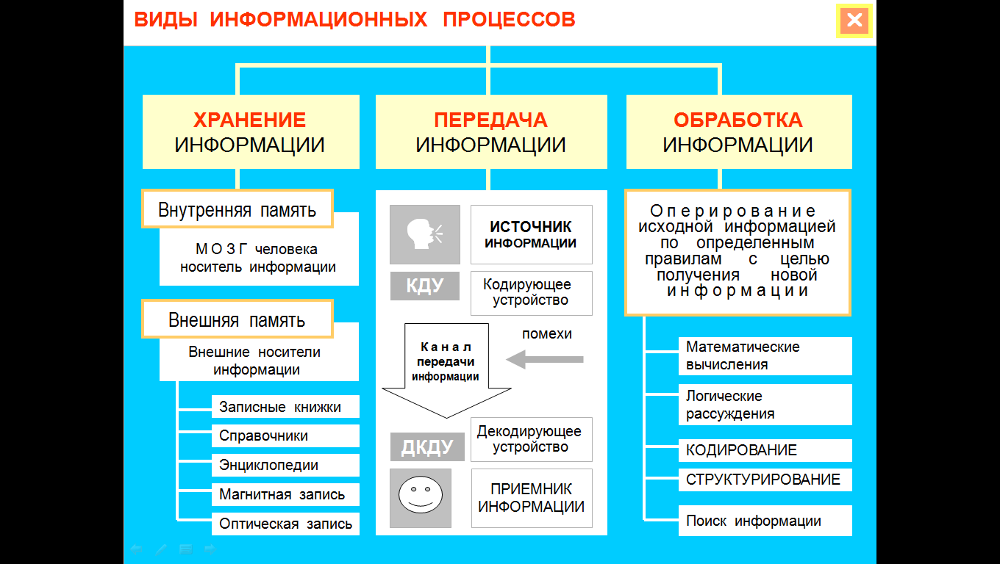 ВИДЫ ИНФОРМАЦИОННЫХ ПРОЦЕССОВ
ХРАНЕНИЕ
ИНФОРМАЦИИ
Внутренняя память
М О З Г человека
носитель информации
Внешняя память
Внешние носители
информации
Записные книжки
Справочники
Энциклопедии
Магнитная запись
Оптическая запись
ПЕРЕДАЧА
ИНФОРМАЦИИ
ИСТОЧНИК
ИНФОРМАЦИИ
КДУ
Кодирующее
устройство
К а н а л
передачи
информации
помехи
ДКДУ
Декодирующее
устройство
ПРИЕМНИК
ИНФОРМАЦИИ
ОБРАБОТКА
ИНФОРМАЦИИ
О п е р и р о в а н и е
исходной информацией
по определенным
правилам с целью
получения новой
и н ф о р м а ц и и
Математические
вычисления
Логические
рассуждения
КОДИРОВАНИЕ
СТРУКТУРИРОВАНИЕ
Поиск информации